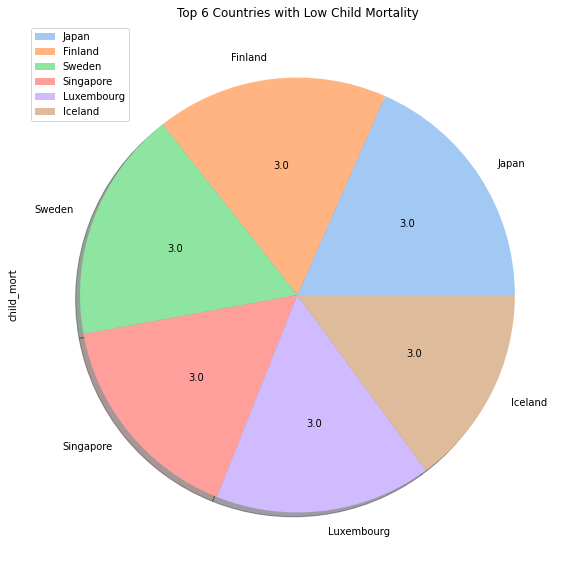 Top 6 Countries with Low Child Mortality
Japan
Finland
Sweden
Singapore
Luxembourg
Iceland
Finland
Japan
Sweden
Singapore
Luxembourg
Iceland
3.0
3.0
3.0
3.0
3.0
3.0
child_mort